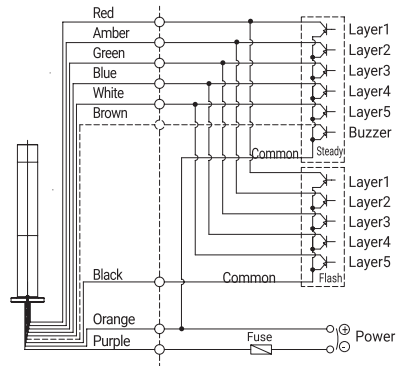 Red
Amber
Green
Blue
White
Brown
Layer1
Layer2
Layer3
Layer4
Layer5
Buzzer
Common
Steady
Layer1
Layer2
Layer3
Layer4
Layer5
Black
Common
Flash
Orange
Purple
Fuse
+
-
Power